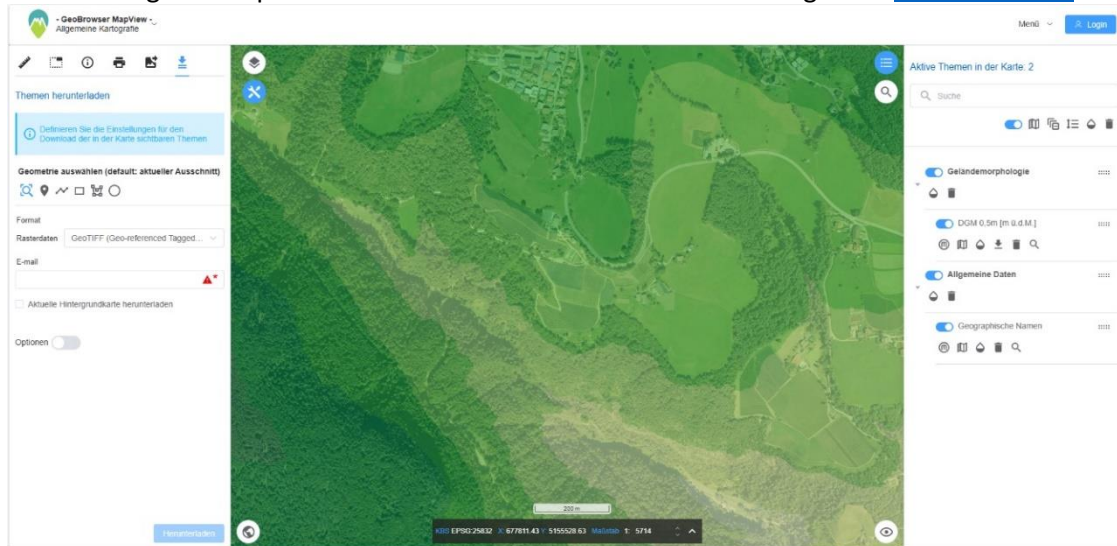 - GeoBrowser MapView -
Allgemeine Kartografie
Menü
Login
Themen herunterladen
Definieren Sie die Einstellungen für den
Download der in der Karte sichtbaren Themen
Geometrie auswählen (default: aktueller Ausschnitt)
Format
Rasterdaten GeoTIFF (Geo-referenced Tagged...
E-mail
*
Aktuelle Hintergrundkarte herunterladen
Optionen
Herunterladen
200 m
KBS EPSG:25832 X: 677811.43 Y: 5155528.63 Maßstab 1: 5714
Aktive Themen in der Karte: 2
Suche
Geländemorphologie
DGM 0.5m [m ü.d.M.]
Allgemeine Daten
Geographische Namen